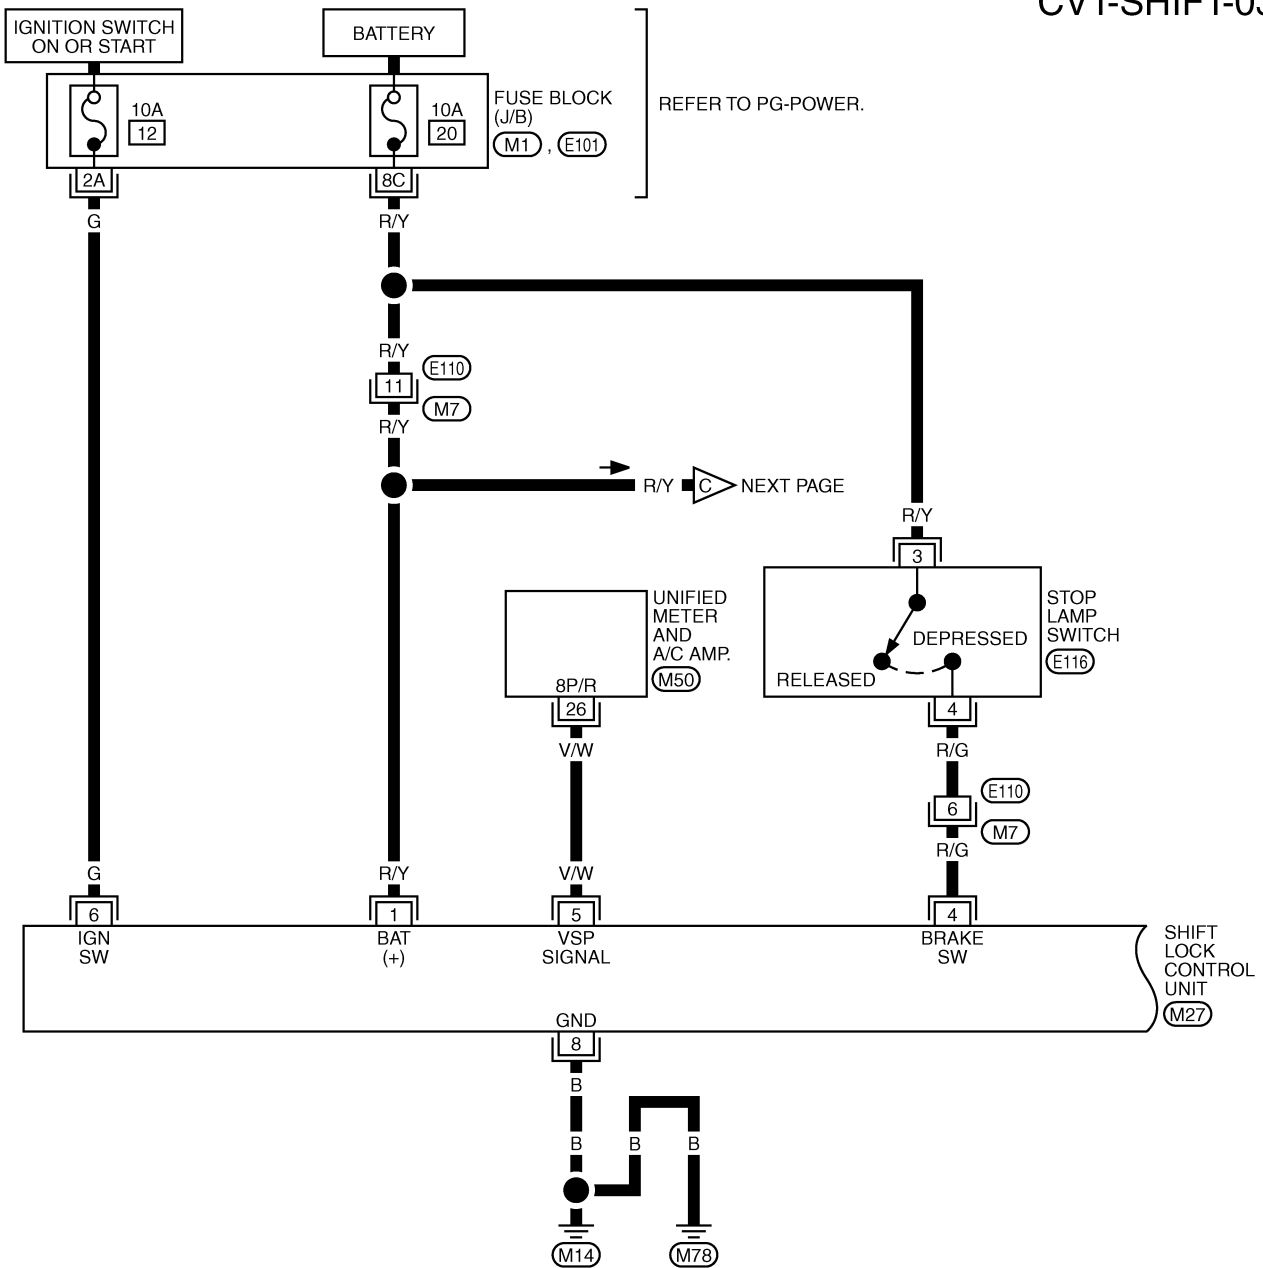 CVT-SHIFT-03
IGNITION SWITCH
ON OR START
BATTERY
10A
12
10A
20
FUSE BLOCK
(J/B)
M1 , E101
REFER TO PG-POWER.
2A
8C
G
R/Y
R/Y
E110
11
M7
R/Y
R/Y
C
NEXT PAGE
R/Y
3
STOP
LAMP
SWITCH
E116
DEPRESSED
RELEASED
4
UNIFIED
METER
AND
A/C AMP.
M50
8P/R
26
V/W
R/G
E110
6
M7
R/G
G
R/Y
V/W
6
1
5
4
IGN
SW
BAT
(+)
VSP
SIGNAL
BRAKE
SW
SHIFT
LOCK
CONTROL
UNIT
M27
GND
8
B
B
B
B
M14
M78